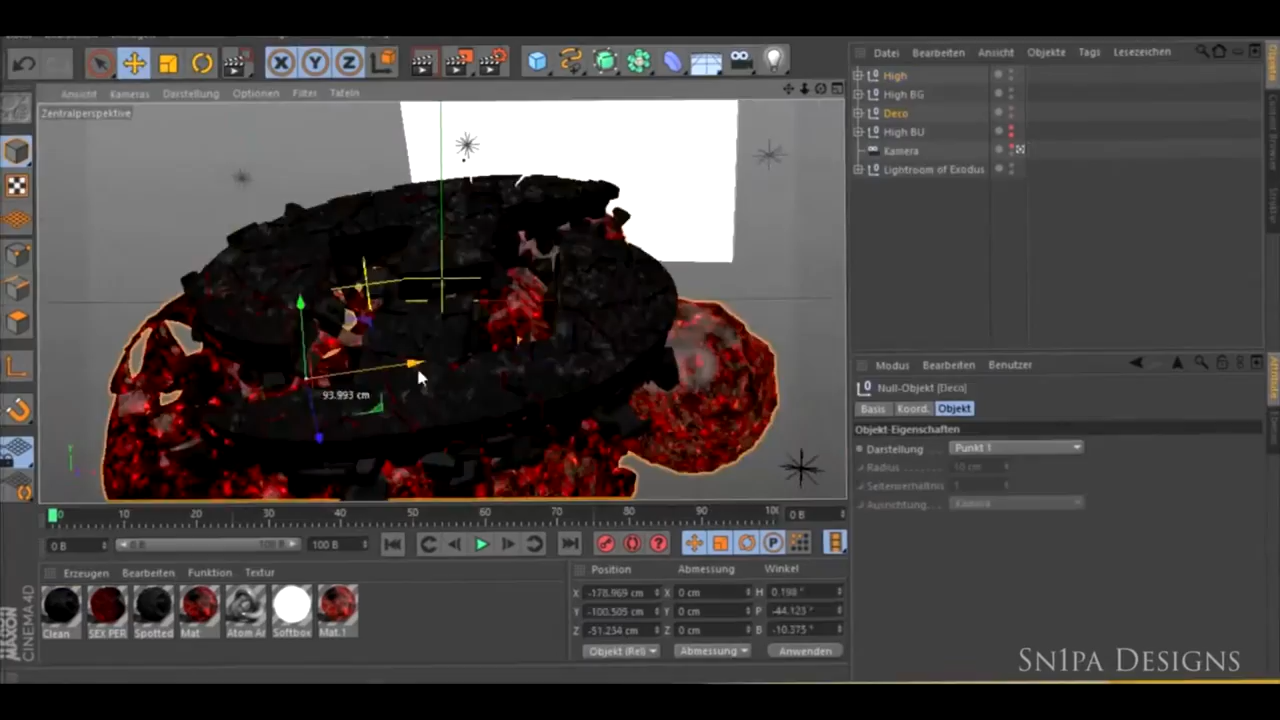 Datei Bearbeiten Ansicht Objekte Tags Lesezeichen
Ansicht Kameras Darstellung Optionen Filter Tafeln
Zentralperspektive
High
High BG
Deco
High BU
Kamera
Lightroom of Exodus
93.993 cm
Modus Bearbeiten Benutzer
Null-Objekt [Deco]
Basis Koord. Objekt
Objekt-Eigenschaften
Darstellung Punkt 1
Radius 10 cm
Seitenverhältnis 1
Ausrichtung Kamera
0 10 20 30 40 50 60 70 80 90 100 0 B
0 B 0 B 100 B 100 B
Erzeugen Bearbeiten Funktion Textur
Clean SEX PER Spotted Mat Atom Ar Softbox Mat.1
Position Abmessung Winkel
X -178.969 cm X 0 cm H 0.198 °
Y -100.505 cm Y 0 cm P -44.123 °
Z -51.234 cm Z 0 cm B -10.375 °
Objekt (Rel) Abmessung Anwenden
MAXON
CINEMA 4D
Sn1pa Designs